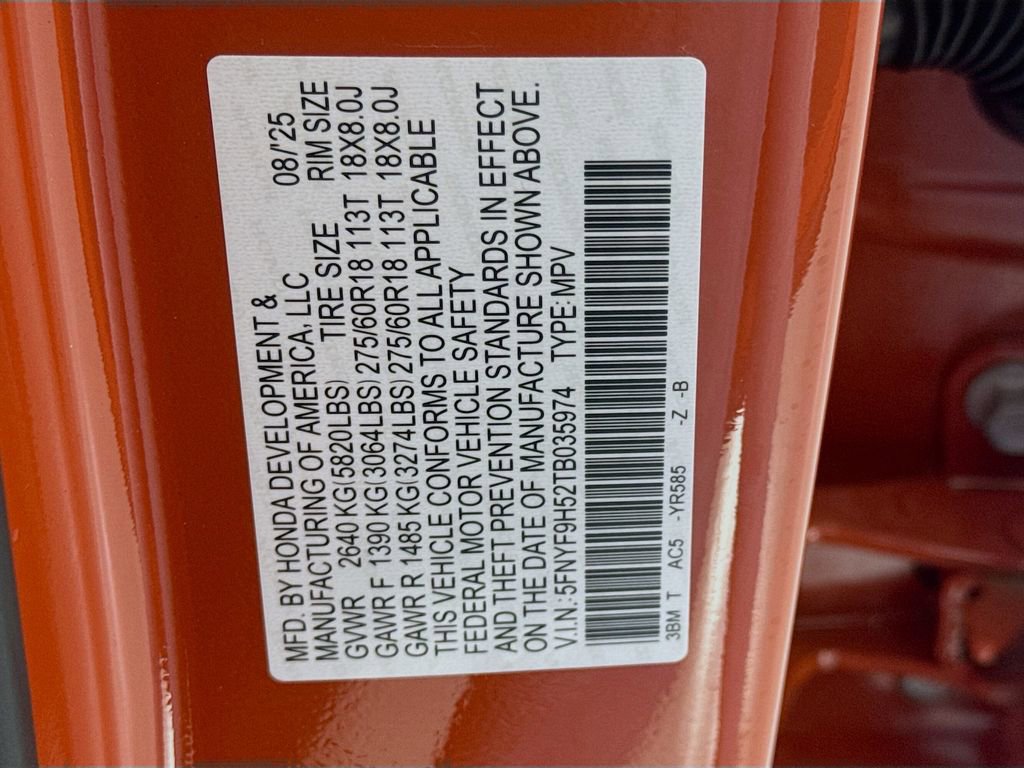 MFD. BY HONDA DEVELOPMENT &
MANUFACTURING OF AMERICA, LLC 08/'25
GVWR 2640 KG(5820LBS) TIRE SIZE RIM SIZE
GAWR F 1390 KG(3064LBS) 275/60R18 113T 18X8.0J
GAWR R 1485 KG(3274LBS) 275/60R18 113T 18X8.0J
THIS VEHICLE CONFORMS TO ALL APPLICABLE
FEDERAL MOTOR VEHICLE SAFETY
AND THEFT PREVENTION STANDARDS IN EFFECT
ON THE DATE OF MANUFACTURE SHOWN ABOVE.
V.I.N.:5FNYF9H52TB035974 TYPE: MPV
3BM T AC5 -YR585 -Z -B